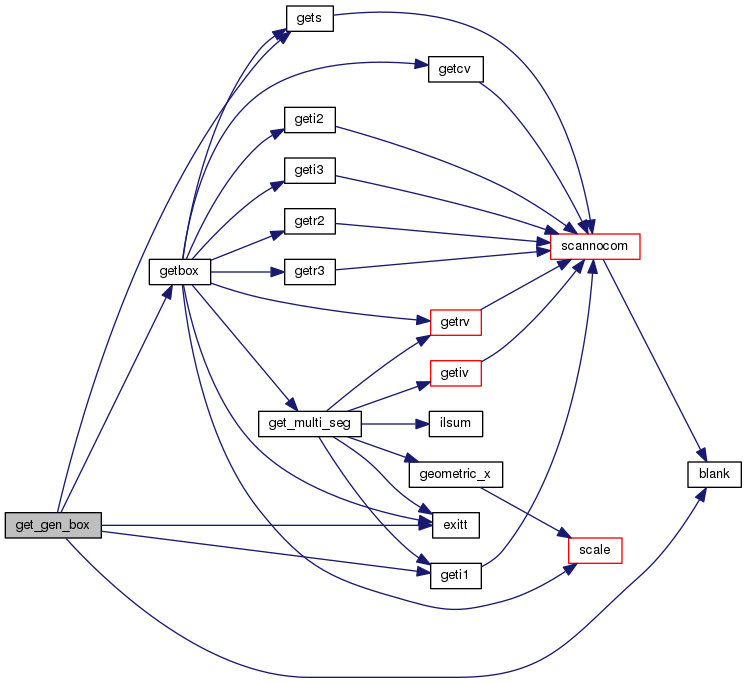 gets
getcv
geti2
geti3
getr2
scannocom
getbox
getr3
getrv
getiv
get_multi_seg
ilsum
geometric_x
blank
get_gen_box
exitt
scale
geti1